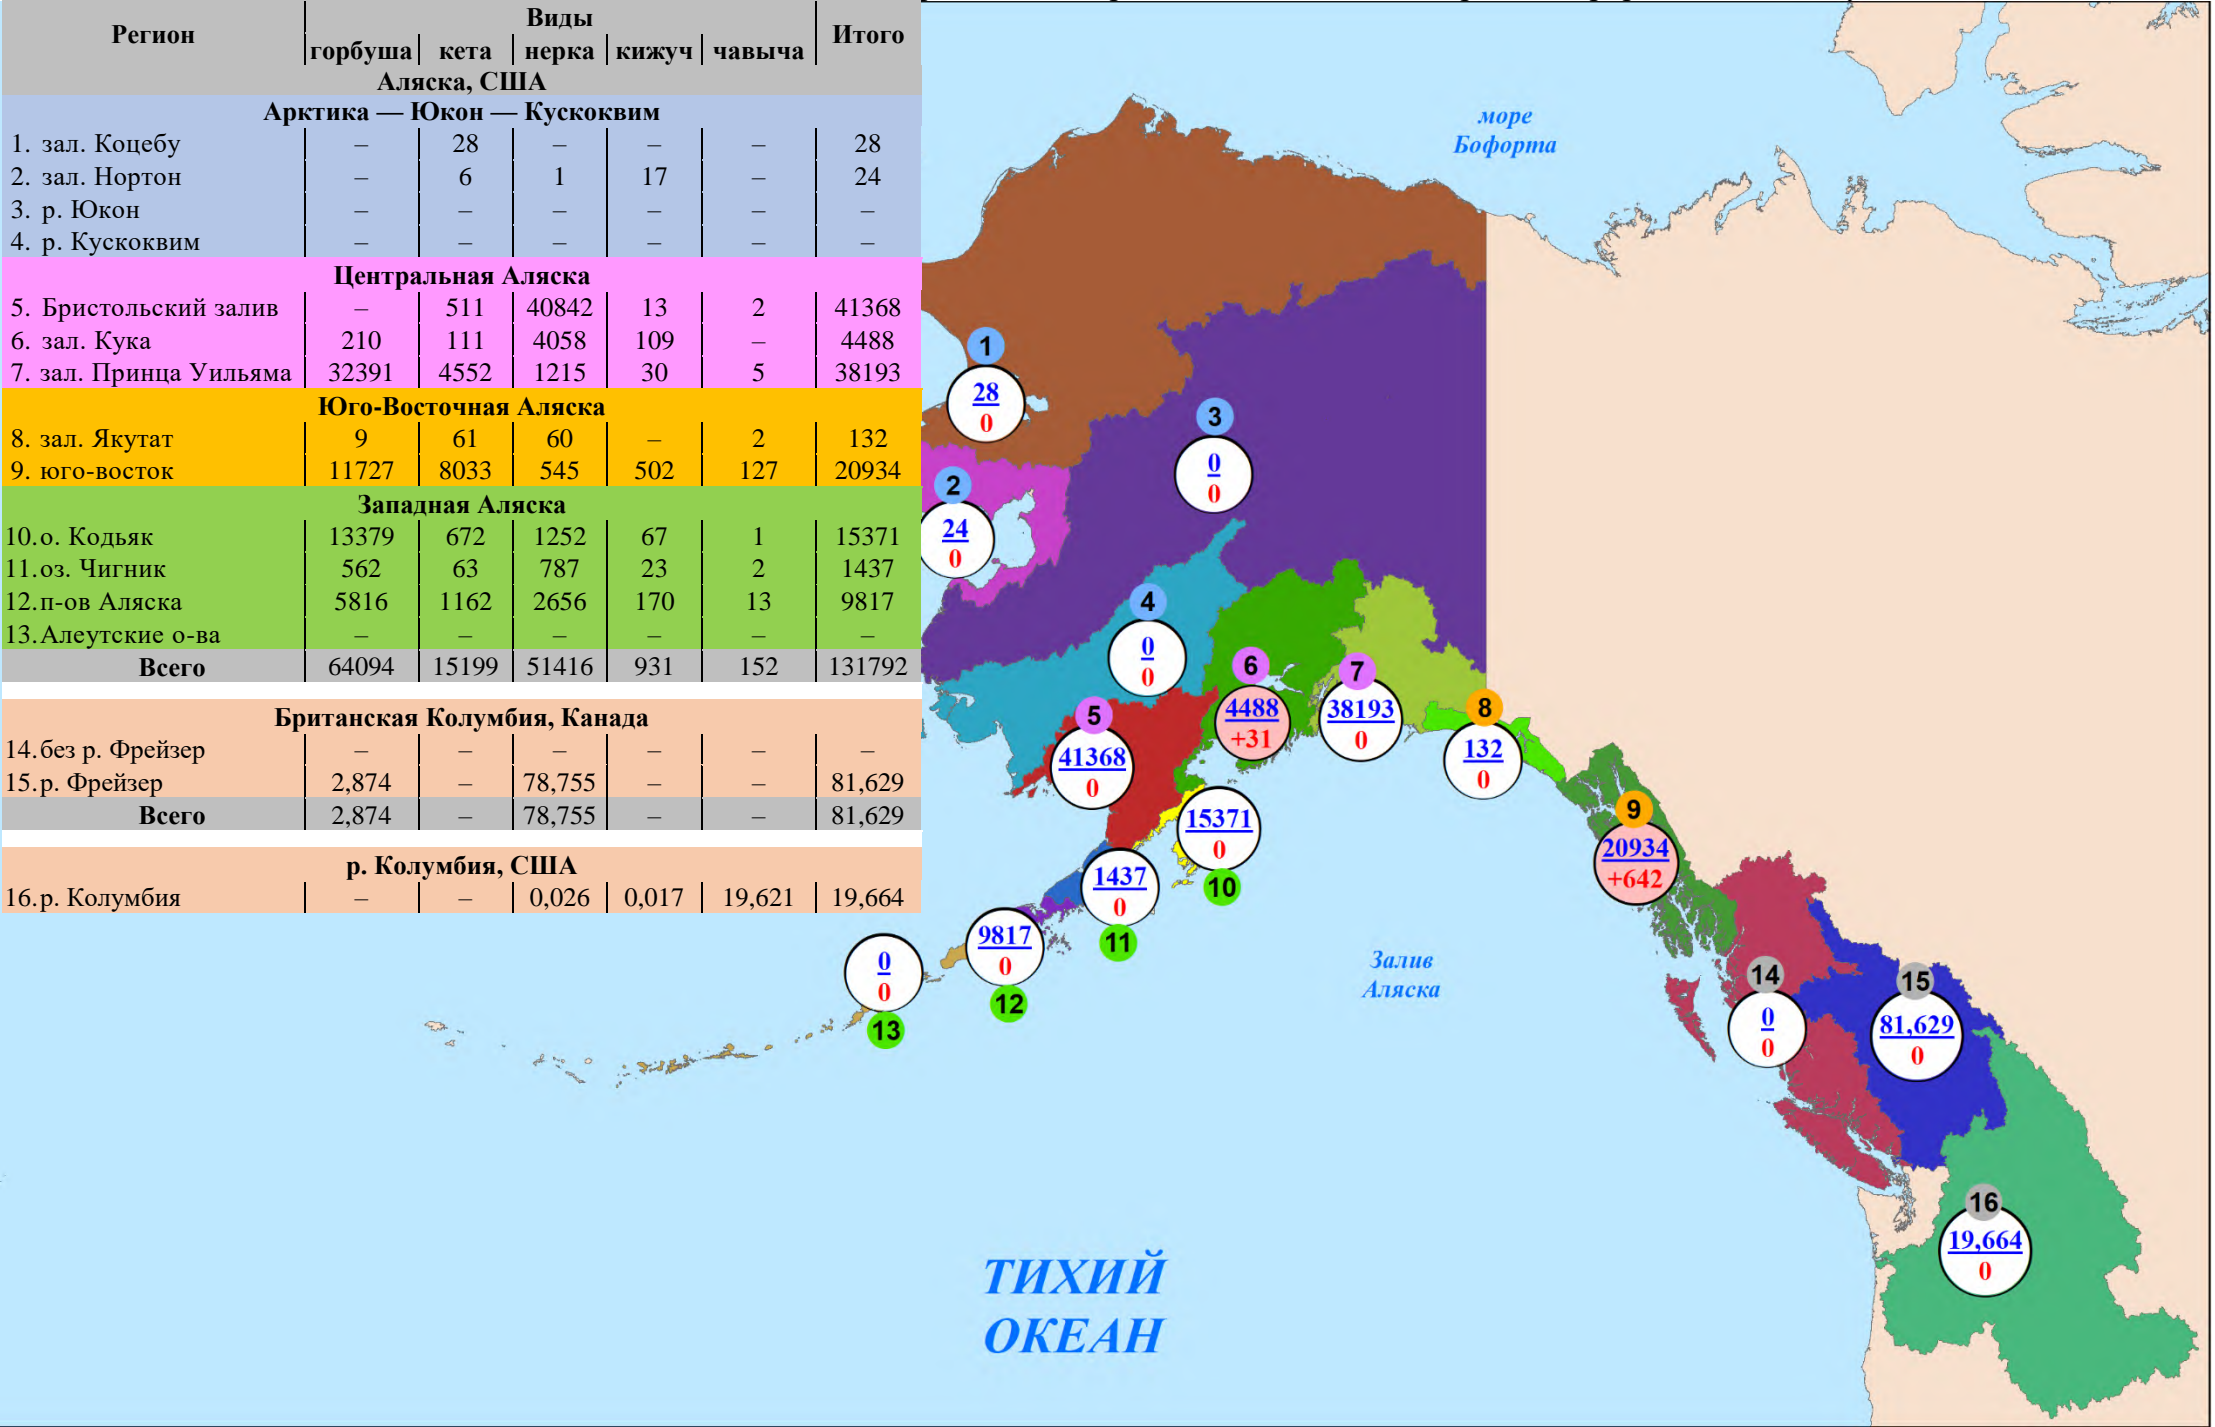 Регион Виды Итого
горбуша кета нерка кижуч чавыча
Аляска, США
Арктика — Юкон — Кускоквим
1. зал. Коцебу – 28 – – – 28
2. зал. Нортон – 6 1 17 – 24
3. р. Юкон – – – – – –
4. р. Кускоквим – – – – – –
Центральная Аляска
5. Бристольский залив – 511 40842 13 2 41368
6. зал. Кука 210 111 4058 109 – 4488
7. зал. Принца Уильяма 32391 4552 1215 30 5 38193
Юго-Восточная Аляска
8. зал. Якутат 9 61 60 – 2 132
9. юго-восток 11727 8033 545 502 127 20934
Западная Аляска
10.о. Кодьяк 13379 672 1252 67 1 15371
11.оз. Чигник 562 63 787 23 2 1437
12.п-ов Аляска 5816 1162 2656 170 13 9817
13.Алеутские о-ва – – – – – –
Всего 64094 15199 51416 931 152 131792
Британская Колумбия, Канада
14.без р. Фрейзер – – – – – –
15.р. Фрейзер 2,874 – 78,755 – – 81,629
Всего 2,874 – 78,755 – – 81,629
р. Колумбия, США
16.р. Колумбия – – 0,026 0,017 19,621 19,664
море
Бофорта
1
28
0
2
24
0
3
0
0
4
0
0
5
41368
0
6
4488
+31
7
38193
0
8
132
0
9
20934
+642
15371
0
10
1437
0
11
9817
0
12
0
0
13
14
0
0
15
81,629
0
16
19,664
0
Залив
Аляска
ТИХИЙ
ОКЕАН